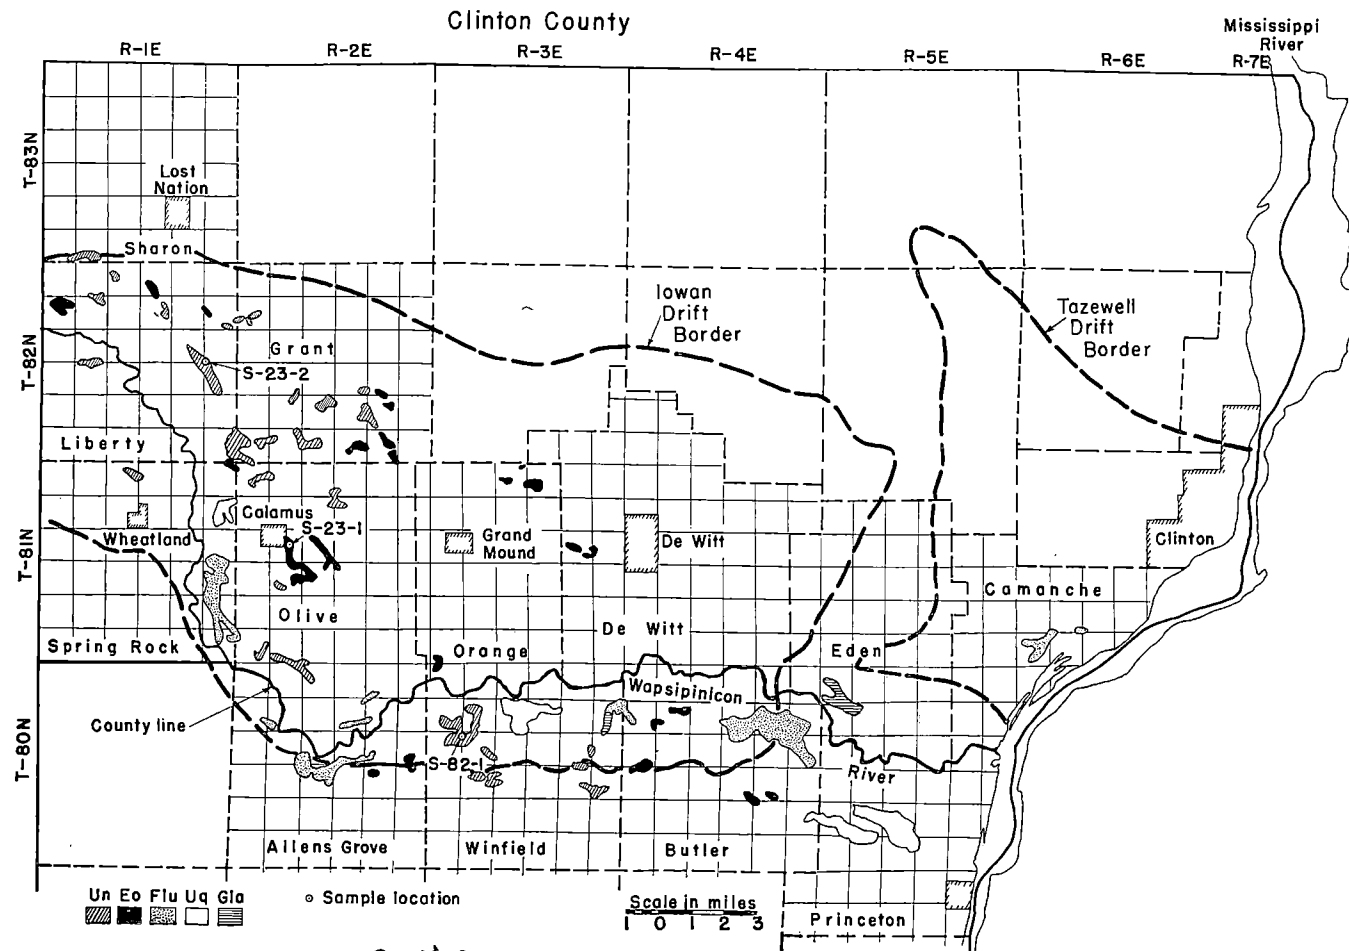 Clinton County
Mississippi
River
R-1E
R-2E
R-3E
R-4E
R-5E
R-6E
R-7E
T-83N
T-82N
T-81N
T-80N
Lost
Nation
Sharon
Iowan
Drift
Border
Tazewell
Drift
Border
Grant
S-23-2
Liberty
Calamus
S-23-1
Wheatland
Grand
Mound
De Witt
Clinton
Olive
Camanche
De Witt
Spring Rock
Orange
Eden
Wapsipinicon
County line
S-82-1
River
Allens Grove
Winfield
Butler
Un Eo Flu Uq Gla
Sample location
Scale in miles
1 0 1 2 3
Princeton